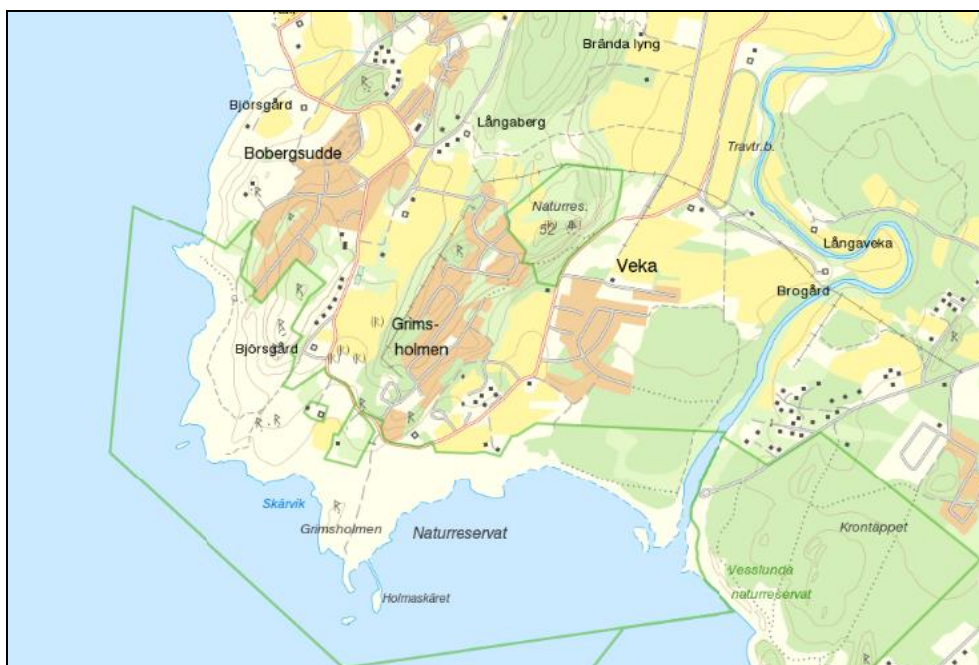 Brända lyng
Björsgård
Långaberg
Bobergsudde
Travtr.b.
Naturres.
52
Långaveka
Veka
Brogård
(R)
Grims-
holmen
Björsgård
(R)
(R) (R)
Skärvik
Grimsholmen
Naturreservat
Krontäppet
Vesslunda
naturreservat
Holmaskäret